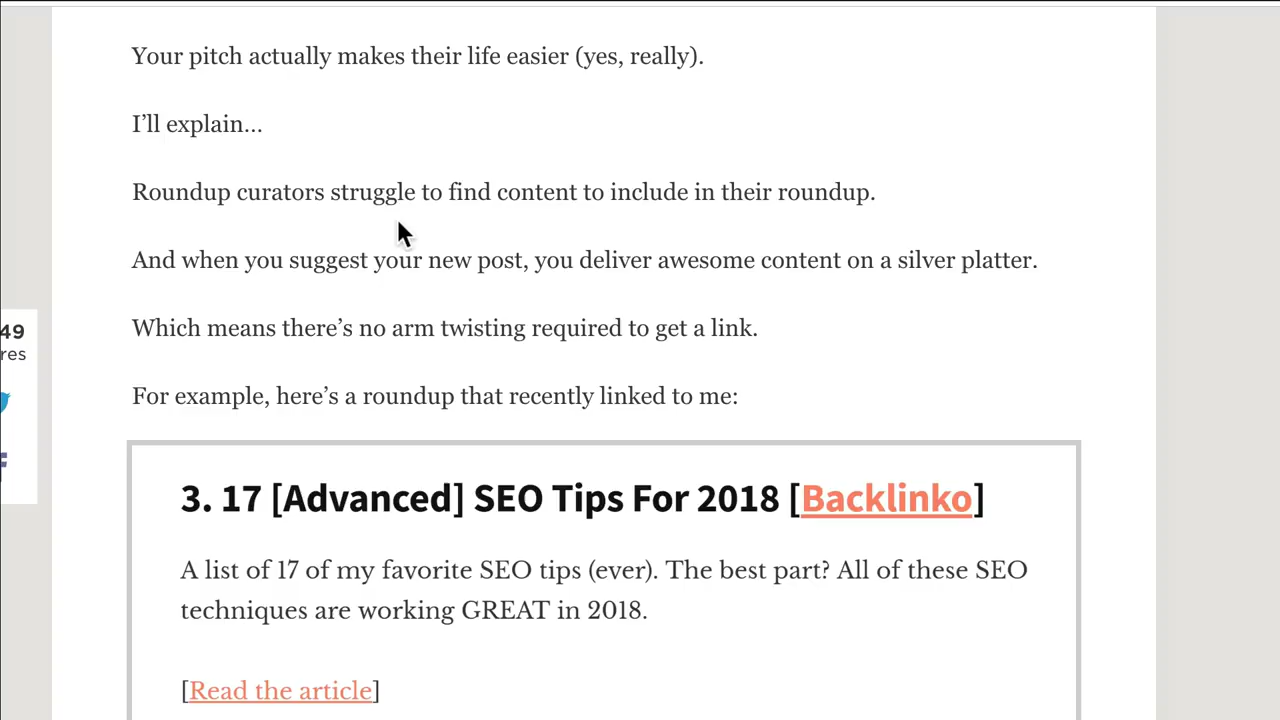 Your pitch actually makes their life easier (yes, really).
I’ll explain…
Roundup curators struggle to find content to include in their roundup.
And when you suggest your new post, you deliver awesome content on a silver platter.
49
res
Which means there’s no arm twisting required to get a link.
For example, here’s a roundup that recently linked to me:
3. 17 [Advanced] SEO Tips For 2018 [Backlinko]
A list of 17 of my favorite SEO tips (ever). The best part? All of these SEO
techniques are working GREAT in 2018.
[Read the article]